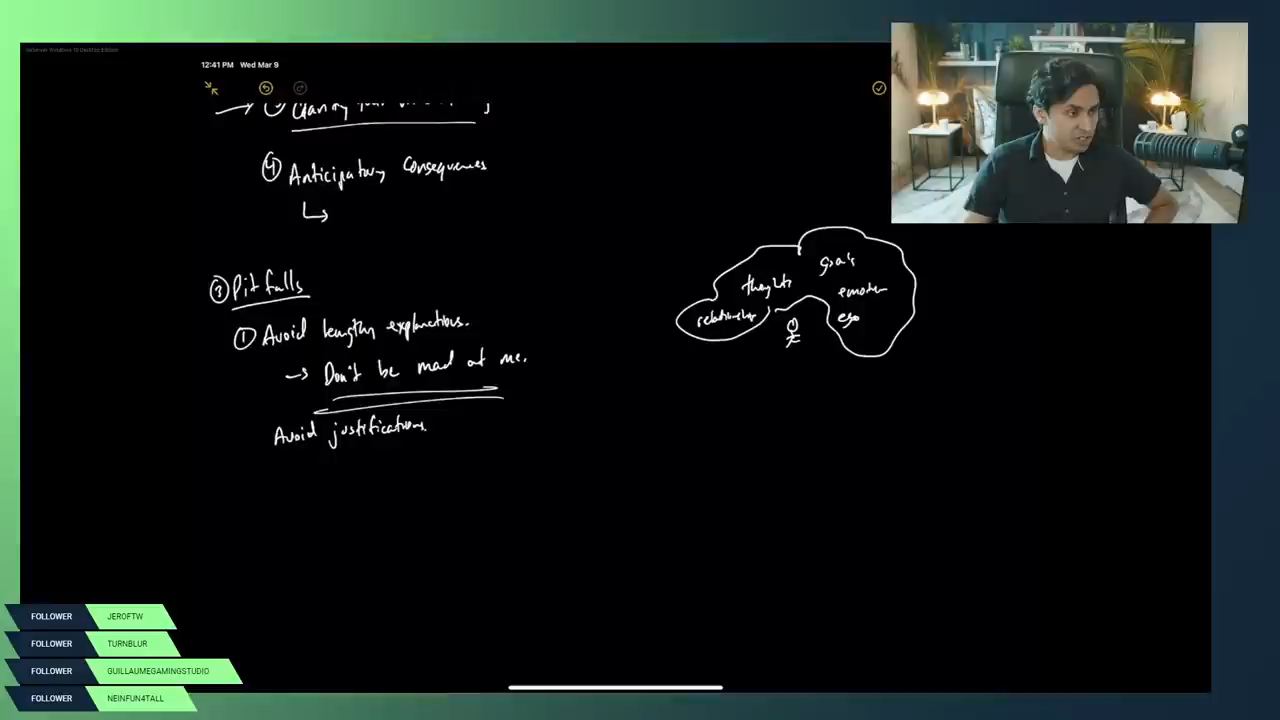 12:41 PM Wed Mar 9
④ Anticipatory Consequences
③ Pitfalls
① Avoid lengthy explanations.
→ Don't be mad at me.
Avoid justifications.
goals
thoughts
emotion
relationships
ego
FOLLOWER JEROFTW
FOLLOWER TURNBLUR
FOLLOWER GUILLAUMEGAMINGSTUDIO
FOLLOWER NEINFUN4TALL